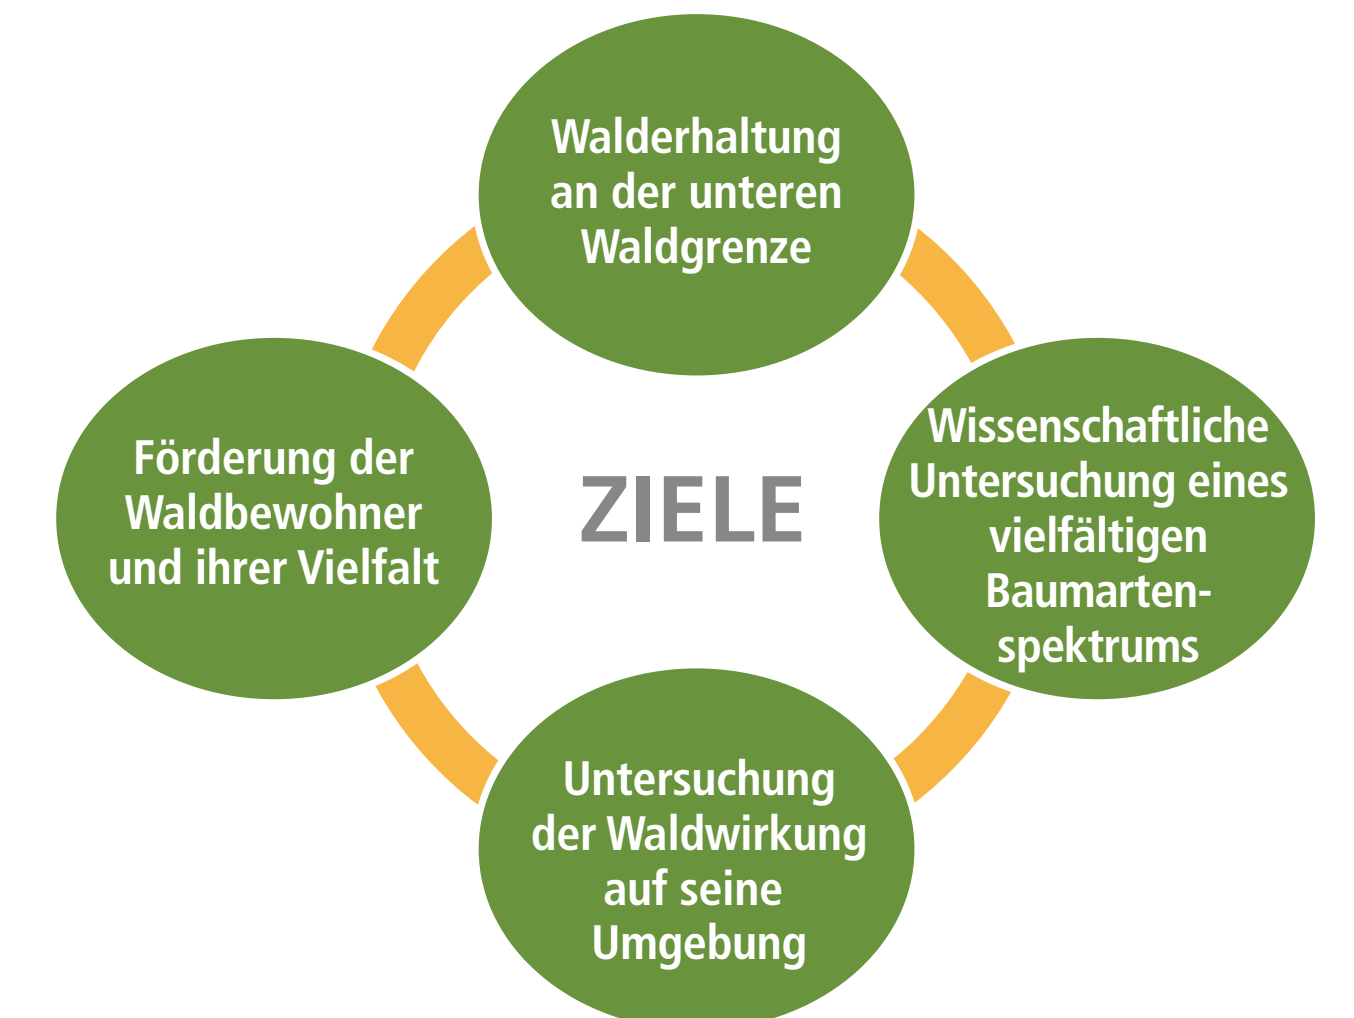 Walderhaltung
an der unteren
Waldgrenze
Förderung der
Waldbewohner
und ihrer Vielfalt
ZIELE
Wissenschaftliche
Untersuchung eines
vielfältigen
Baumarten-
spektrums
Untersuchung
der Waldwirkung
auf seine
Umgebung